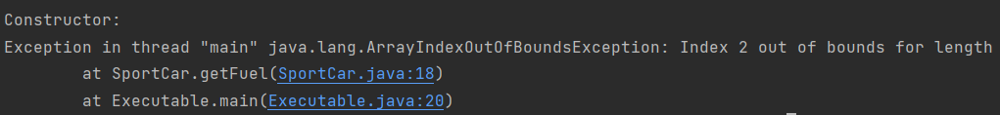 Constructor:
Exception in thread "main" java.lang.ArrayIndexOutOfBoundsException: Index 2 out of bounds for length
at SportCar.getFuel(SportCar.java:18)
at Executable.main(Executable.java:20)